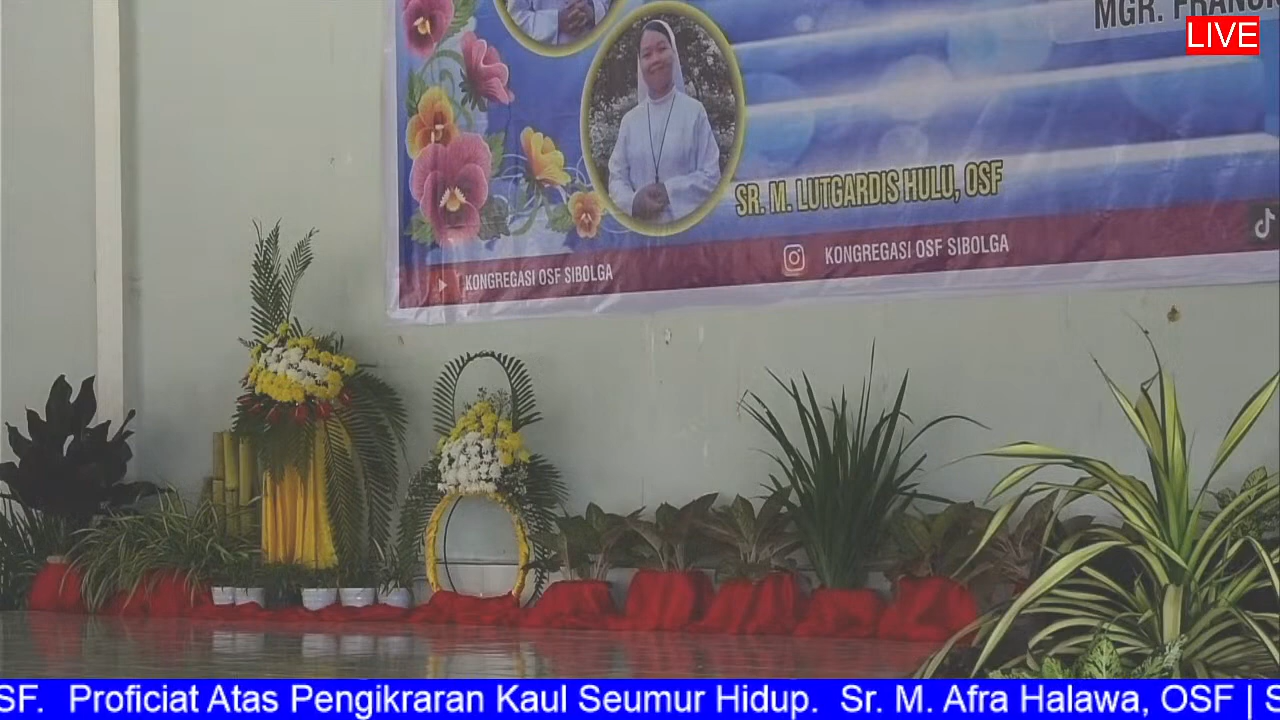 MGR. FRANSI
LIVE
SR. M. LUTGARDIS HULU, OSF
KONGREGASI OSF SIBOLGA
KONGREGASI OSF SIBOLGA
SF. Proficiat Atas Pengikraran Kaul Seumur Hidup. Sr. M. Afra Halawa, OSF | S